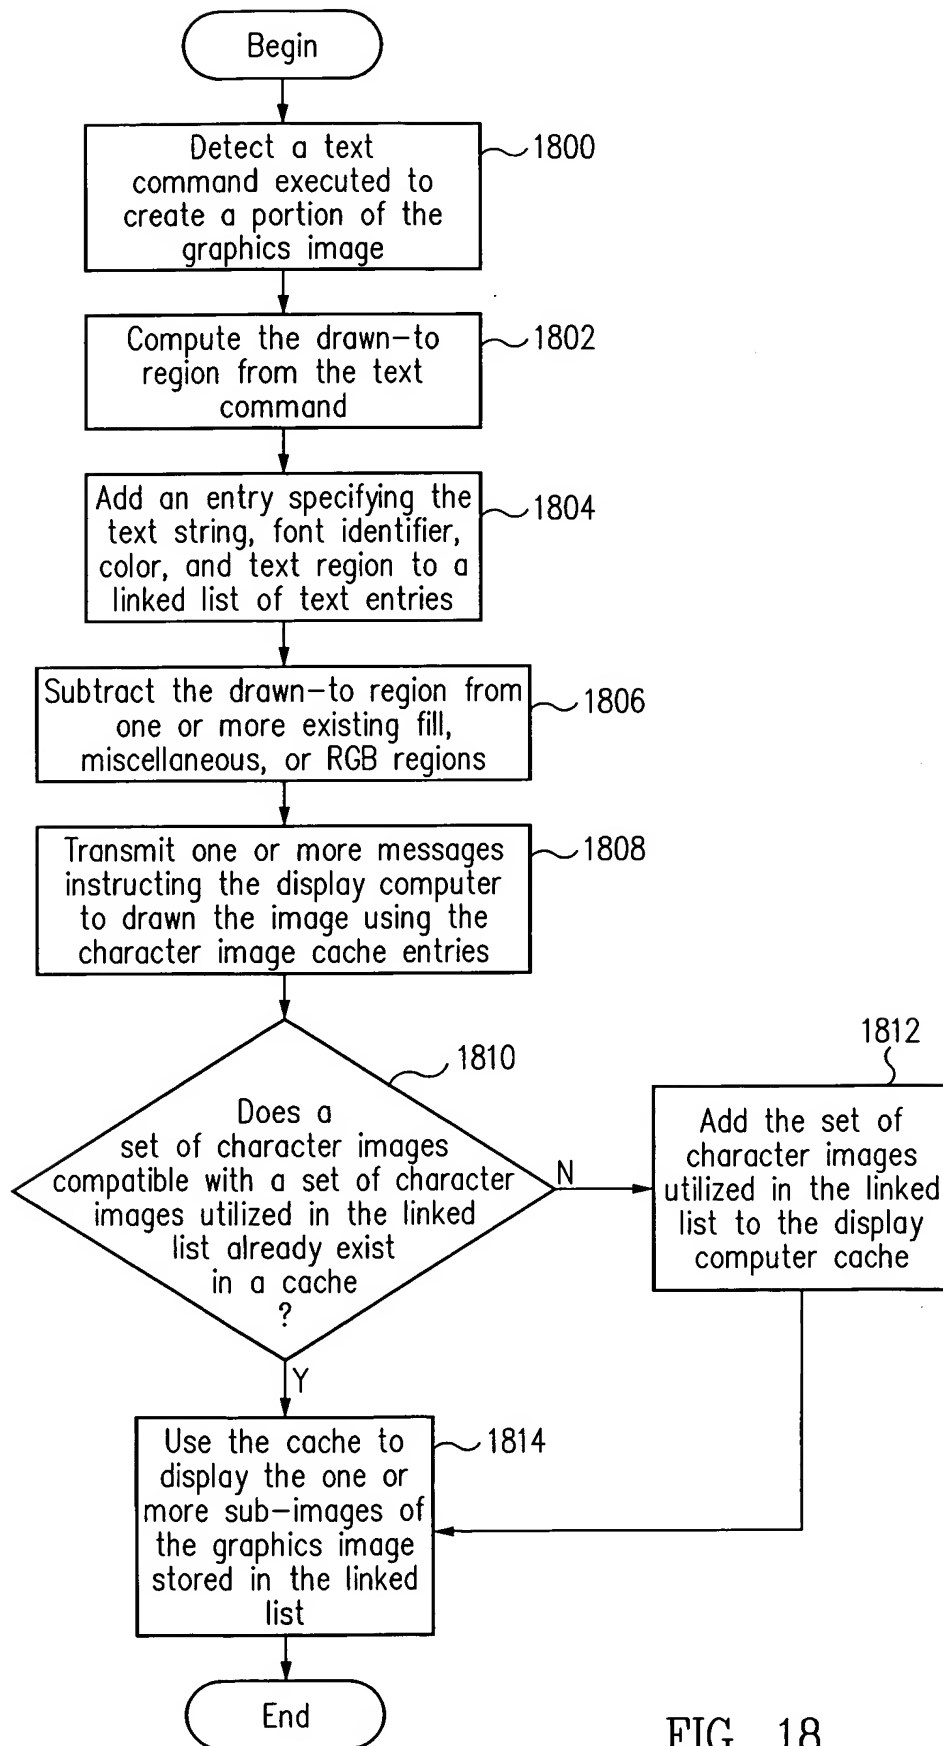 Begin
Detect a text
command executed to
create a portion of the
graphics image
1800
Compute the drawn-to
region from the text
command
1802
Add an entry specifying the
text string, font identifier,
color, and text region to a
linked list of text entries
1804
Subtract the drawn-to region from
one or more existing fill,
miscellaneous, or RGB regions
1806
Transmit one or more messages
instructing the display computer
to drawn the image using the
character image cache entries
1808
Does a
set of character images
compatible with a set of character
images utilized in the linked
list already exist
in a cache
?
1810
N
1812
Add the set of
character images
utilized in the linked
list to the display
computer cache
Y
Use the cache to
display the one or
more sub-images of
the graphics image
stored in the linked
list
1814
End
FIG. 18